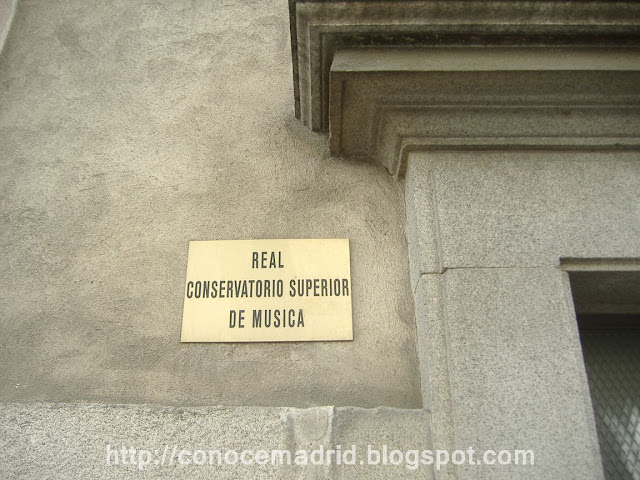 REAL
CONSERVATORIO SUPERIOR
DE MUSICA
http://conocemadrid.blogspot.com